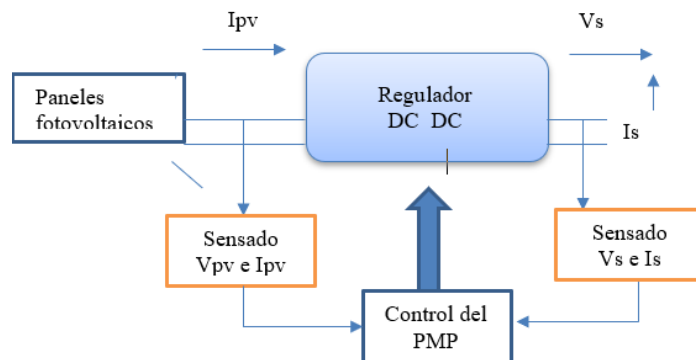 Ipv
Vs
Paneles
fotovoltaicos
Regulador
DC DC
Is
Sensado
Vpv e Ipv
Sensado
Vs e Is
Control del
PMP